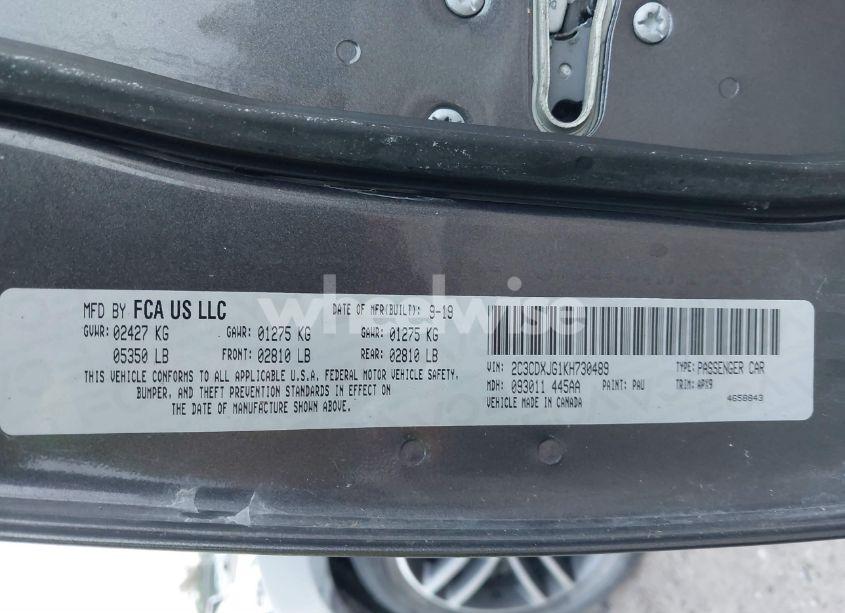 MFD BY FCA US LLC DATE OF MFR(BUILT): 9-19
GVWR: 02427 KG GAWR: 01275 KG GAWR: 01275 KG
05350 LB FRONT: 02810 LB REAR: 02810 LB
THIS VEHICLE CONFORMS TO ALL APPLICABLE U.S.A. FEDERAL MOTOR VEHICLE SAFETY,
BUMPER, AND THEFT PREVENTION STANDARDS IN EFFECT ON
THE DATE OF MANUFACTURE SHOWN ABOVE.
VIN: 2C3CDXJG1KH730489 TYPE: PASSENGER CAR
MDH: 093011 445AA PAINT: PAU TRIM: APX9
VEHICLE MADE IN CANADA 4658843
wheelwise